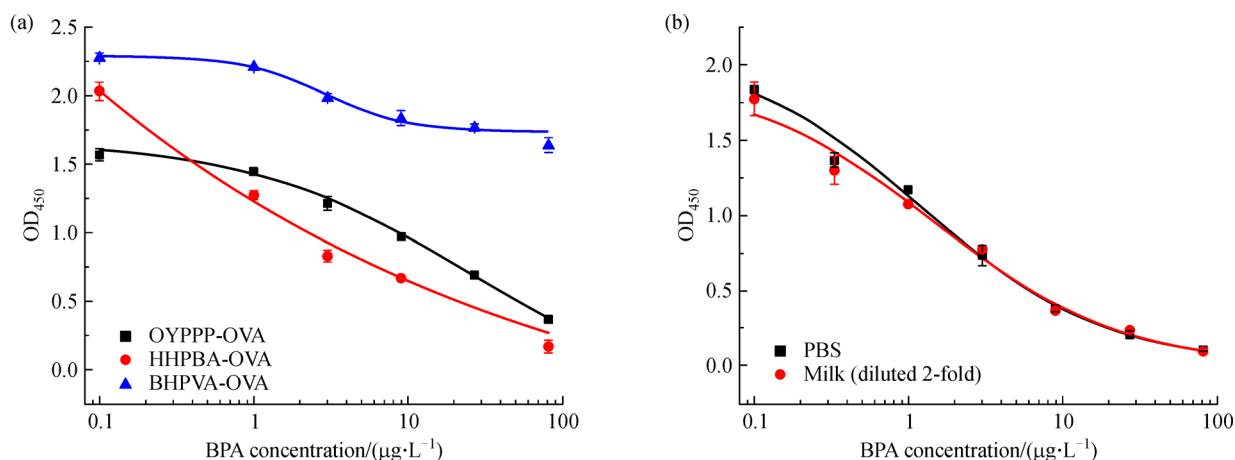 (a)
2.5
2.0
1.5
1.0
0.5
0.0
OD450
OYPPP-OVA
HHPBA-OVA
BHPVA-OVA
0.1
1
10
100
BPA concentration/(μg·L⁻¹)
(b)
2.0
1.5
1.0
0.5
0.0
OD450
PBS
Milk (diluted 2-fold)
0.1
1
10
100
BPA concentration/(μg·L⁻¹)